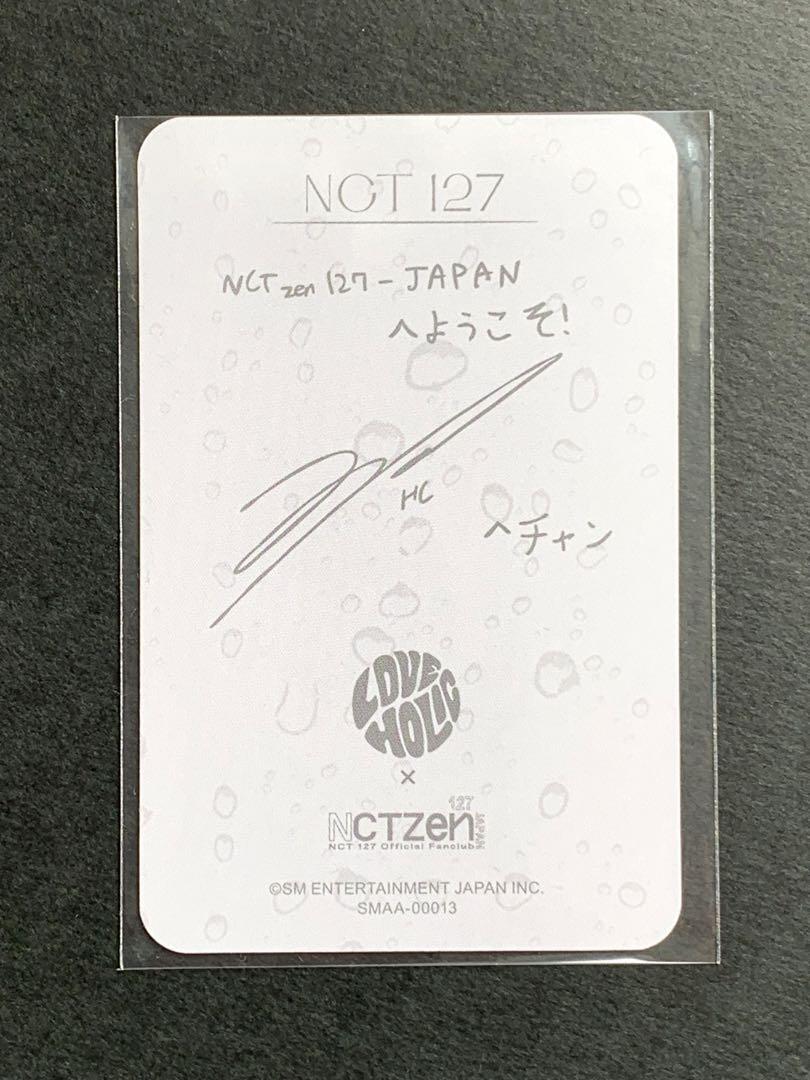 NCT 127
NCTzen 127-JAPAN
へようこそ!
HC
ヘチャン
LOVE
HOLIC
×
127
NCTzen JAPAN
NCT 127 Official Fanclub
©SM ENTERTAINMENT JAPAN INC.
SMAA-00013